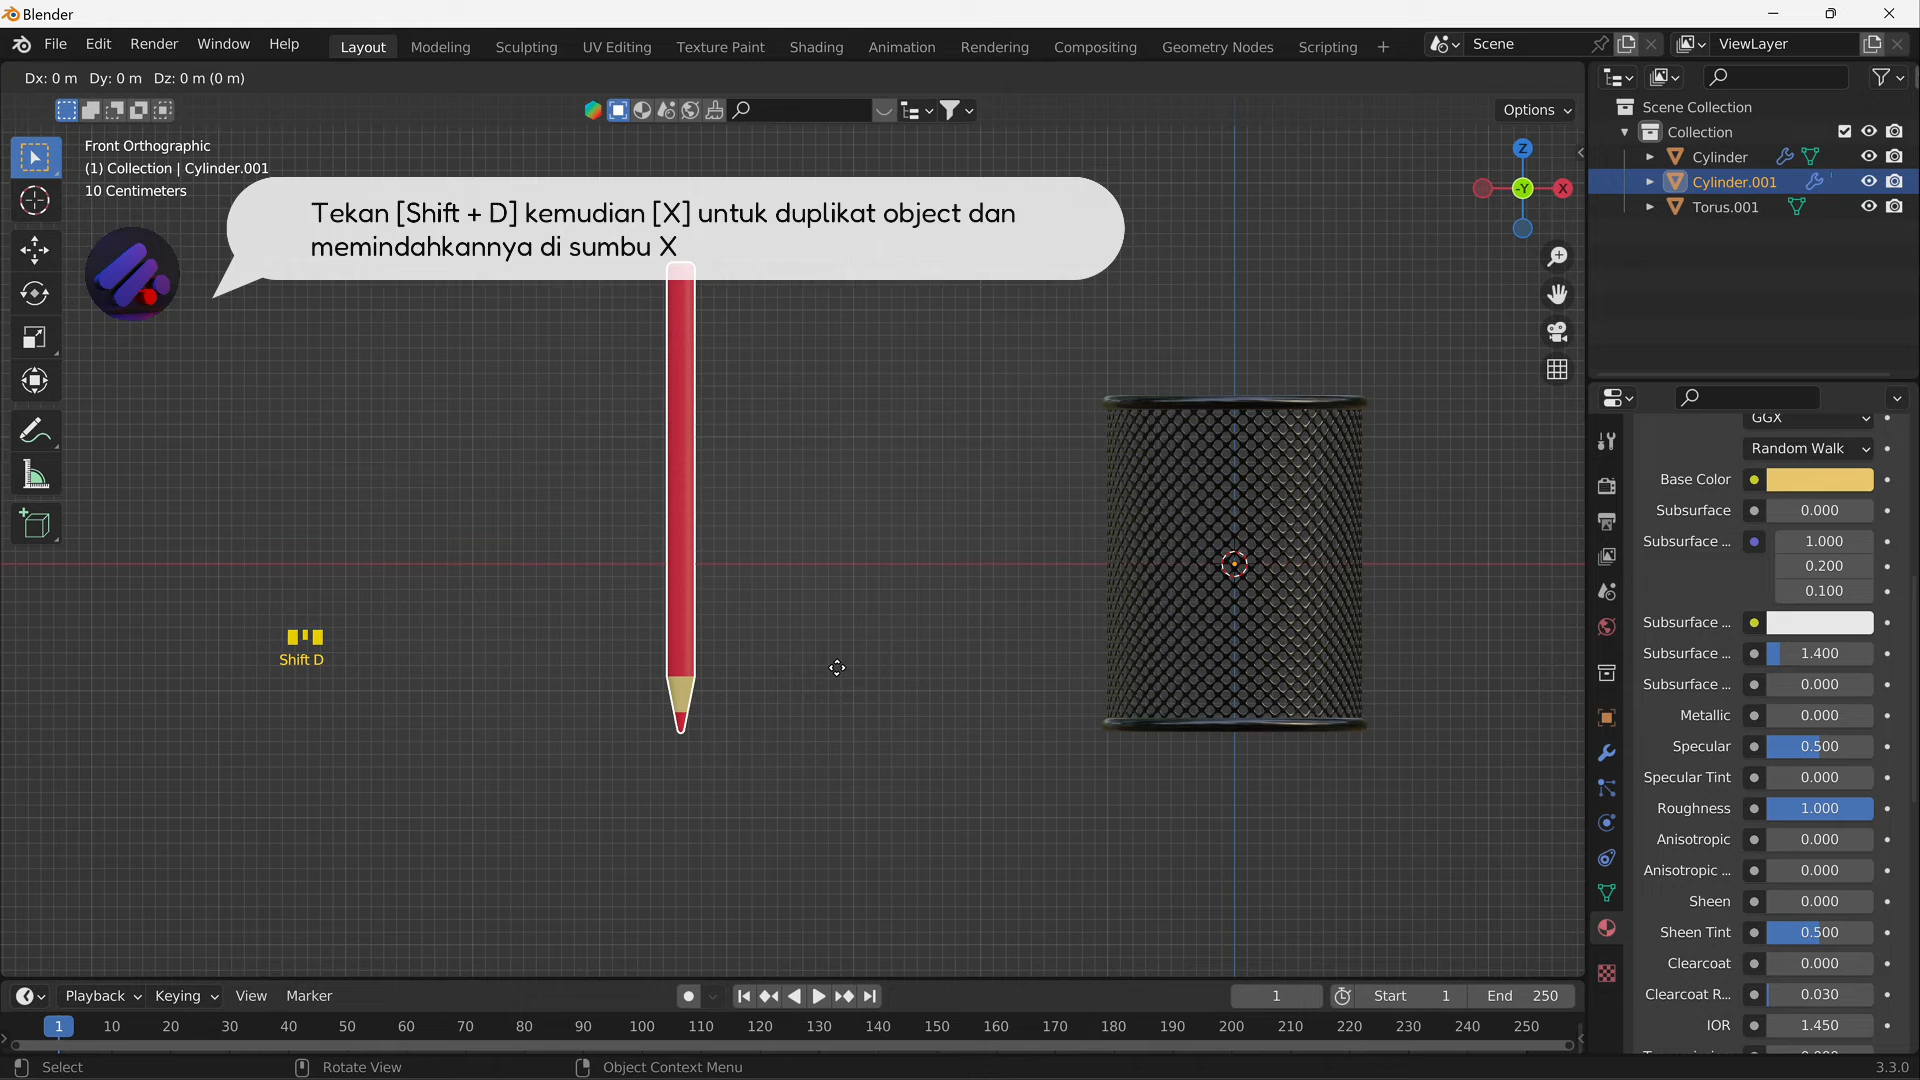 Blender
File Edit Render Window Help Layout Modeling Sculpting UV Editing Texture Paint Shading Animation Rendering Compositing Geometry Nodes Scripting Scene ViewLayer
Dx: 0 m Dy: 0 m Dz: 0 m (0 m)
Options
Front Orthographic
(1) Collection | Cylinder.001
10 Centimeters
Tekan [Shift + D] kemudian [X] untuk duplikat object dan
memindahkannya di sumbu X
Z
-Y X
Shift D
Scene Collection
Collection
Cylinder
Cylinder.001
Torus.001
GGX
Random Walk
Base Color
Subsurface 0.000
Subsurface ... 1.000
0.200
0.100
Subsurface ...
Subsurface ... 1.400
Subsurface ... 0.000
Metallic 0.000
Specular 0.500
Specular Tint 0.000
Roughness 1.000
Anisotropic 0.000
Anisotropic ... 0.000
Sheen 0.000
Sheen Tint 0.500
Clearcoat 0.000
Clearcoat R... 0.030
IOR 1.450
Playback Keying View Marker 1 Start 1 End 250
1 10 20 30 40 50 60 70 80 90 100 110 120 130 140 150 160 170 180 190 200 210 220 230 240 250
Select Rotate View Object Context Menu 3.3.0